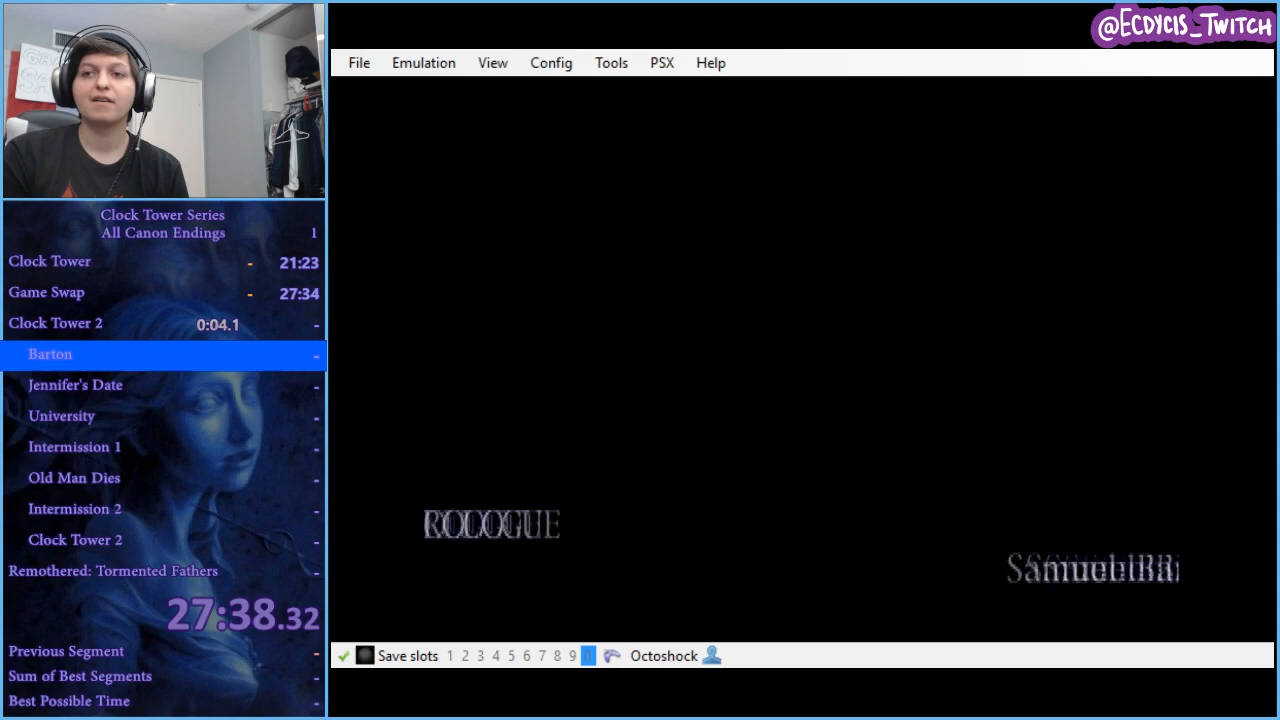 @ECDYCIS_TWITCH
File Emulation View Config Tools PSX Help
Clock Tower Series
All Canon Endings 1
Clock Tower - 21:23
Game Swap - 27:34
Clock Tower 2 0:04.1 -
Barton -
Jennifer's Date -
University -
Intermission 1 -
Old Man Dies -
Intermission 2 -
Clock Tower 2 -
Remothered: Tormented Fathers -
27:38.32
Previous Segment -
Sum of Best Segments -
Best Possible Time -
Save slots 1 2 3 4 5 6 7 8 9 Octoshock